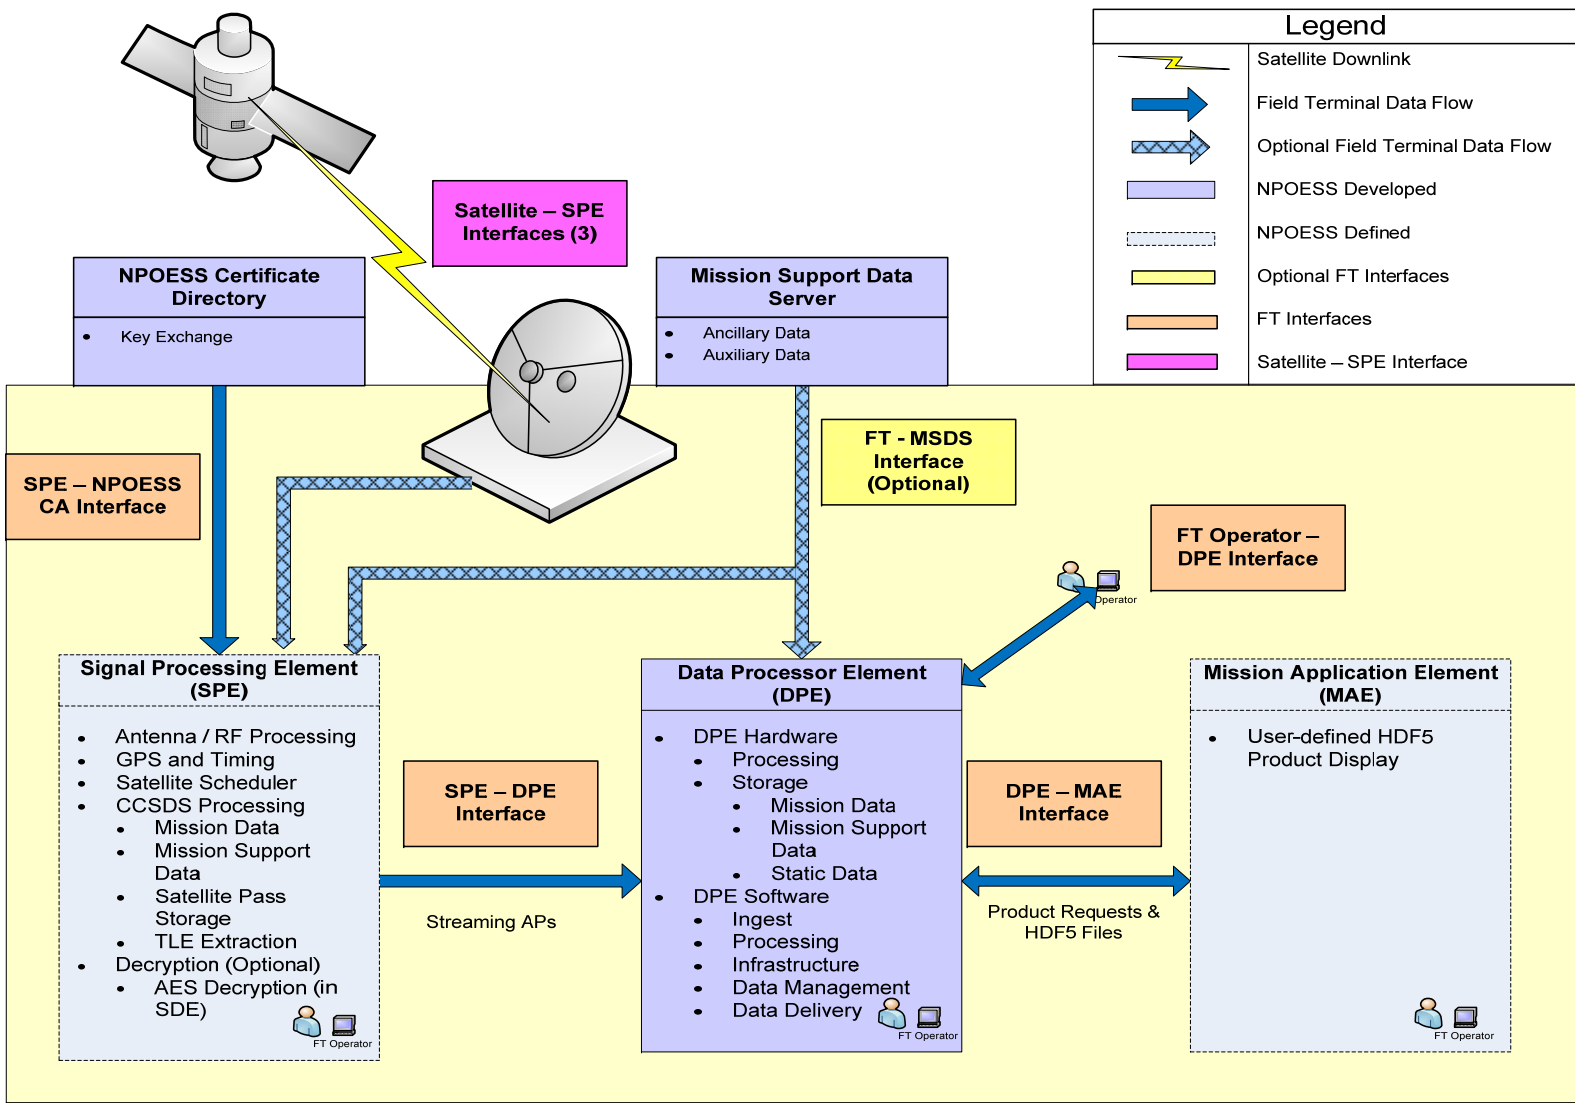 Legend
Satellite Downlink
Field Terminal Data Flow
Optional Field Terminal Data Flow
NPOESS Developed
NPOESS Defined
Optional FT Interfaces
FT Interfaces
Satellite – SPE Interface
Satellite – SPE
Interfaces (3)
NPOESS Certificate
Directory
• Key Exchange
Mission Support Data
Server
• Ancillary Data
• Auxiliary Data
SPE – NPOESS
CA Interface
FT - MSDS
Interface
(Optional)
FT Operator –
DPE Interface
Operator
Signal Processing Element
(SPE)
• Antenna / RF Processing
• GPS and Timing
• Satellite Scheduler
• CCSDS Processing
• Mission Data
• Mission Support
Data
• Satellite Pass
Storage
• TLE Extraction
• Decryption (Optional)
• AES Decryption (in
SDE)
FT Operator
SPE – DPE
Interface
Streaming APs
Data Processor Element
(DPE)
• DPE Hardware
• Processing
• Storage
• Mission Data
• Mission Support
Data
• Static Data
• DPE Software
• Ingest
• Processing
• Infrastructure
• Data Management
• Data Delivery
FT Operator
DPE – MAE
Interface
Product Requests &
HDF5 Files
Mission Application Element
(MAE)
• User-defined HDF5
Product Display
FT Operator